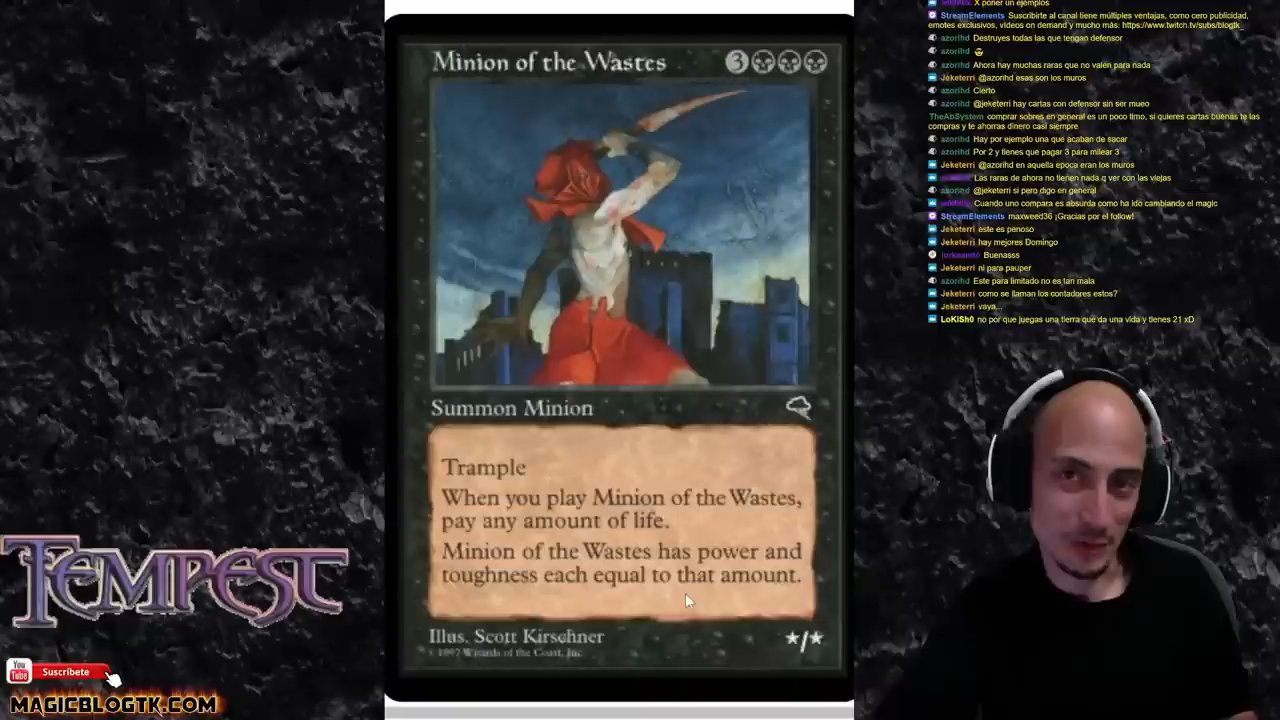 Minion of the Wastes
3
Summon Minion
Trample
When you play Minion of the Wastes,
pay any amount of life.
Minion of the Wastes has power and
toughness each equal to that amount.
Illus. Scott Kirschner
© 1997 Wizards of the Coast, Inc.
*/*
TEMPEST
You
Tube
Suscríbete
MAGICBLOGTK.COM
X poner un ejemplos
StreamElements Suscribirte al canal tiene múltiples ventajas, como cero publicidad,
emotes exclusivos, vídeos on demand y mucho más: https://www.twitch.tv/subs/blogtk_
azorihd Destruyes todas las que tengan defensor
azorihd
azorihd Ahora hay muchas raras que no valen para nada
Jeketerri @azorihd esas son los muros
azorihd Cierto
azorihd @jeketerri hay cartas con defensor sin ser mueo
TheAbSystem comprar sobres en general es un poco timo, si quieres cartas buenas te las
compras y te ahorras dinero casi siempre
azorihd Hay por ejemplo una que acaban de sacar
azorihd Por 2 y tienes que pagar 3 para milear 3
Jeketerri @azorihd en aquella epoca eran los muros
Las raras de ahora no tienen nada q ver con las viejas
azorihd @jeketerri si pero digo en general
Cuando uno compara es absurda como ha ido cambiando el magic
StreamElements maxweed36 ¡Gracias por el follow!
Jeketerri este es penoso
Jeketerri hay mejores Domingo
Buenasss
Jeketerri ni para pauper
azorihd Este para limitado no es tan mala
Jeketerri como se llaman los contadores estos?
Jeketerri vaya...
LoKiSh0 no por que juegas una tierra que da una vida y tienes 21 xD